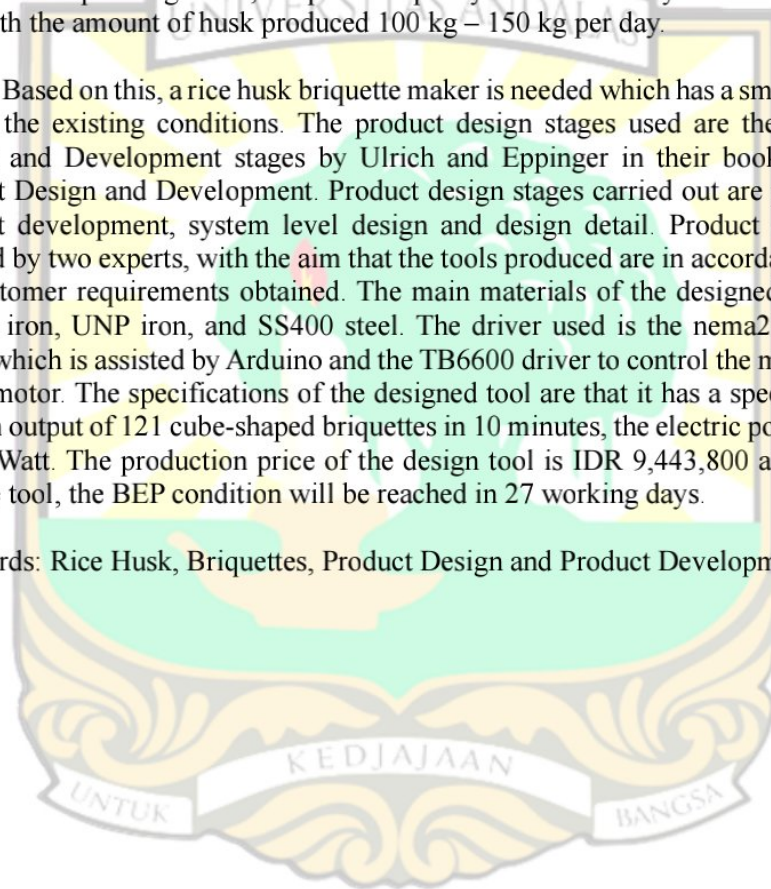 UNIVERSITAS ANDALAS
th the amount of husk produced 100 kg – 150 kg per day.
Based on this, a rice husk briquette maker is needed which has a sm
the existing conditions. The product design stages used are the
and Development stages by Ulrich and Eppinger in their book
t Design and Development. Product design stages carried out are
t development, system level design and design detail. Product
d by two experts, with the aim that the tools produced are in accorda
tomer requirements obtained. The main materials of the designed
iron, UNP iron, and SS400 steel. The driver used is the nema2
which is assisted by Arduino and the TB6600 driver to control the m
motor. The specifications of the designed tool are that it has a spe
output of 121 cube-shaped briquettes in 10 minutes, the electric po
Watt. The production price of the design tool is IDR 9,443,800 a
tool, the BEP condition will be reached in 27 working days.
rds: Rice Husk, Briquettes, Product Design and Product Developm
KEDJAJAAN
UNTUK
BANGSA